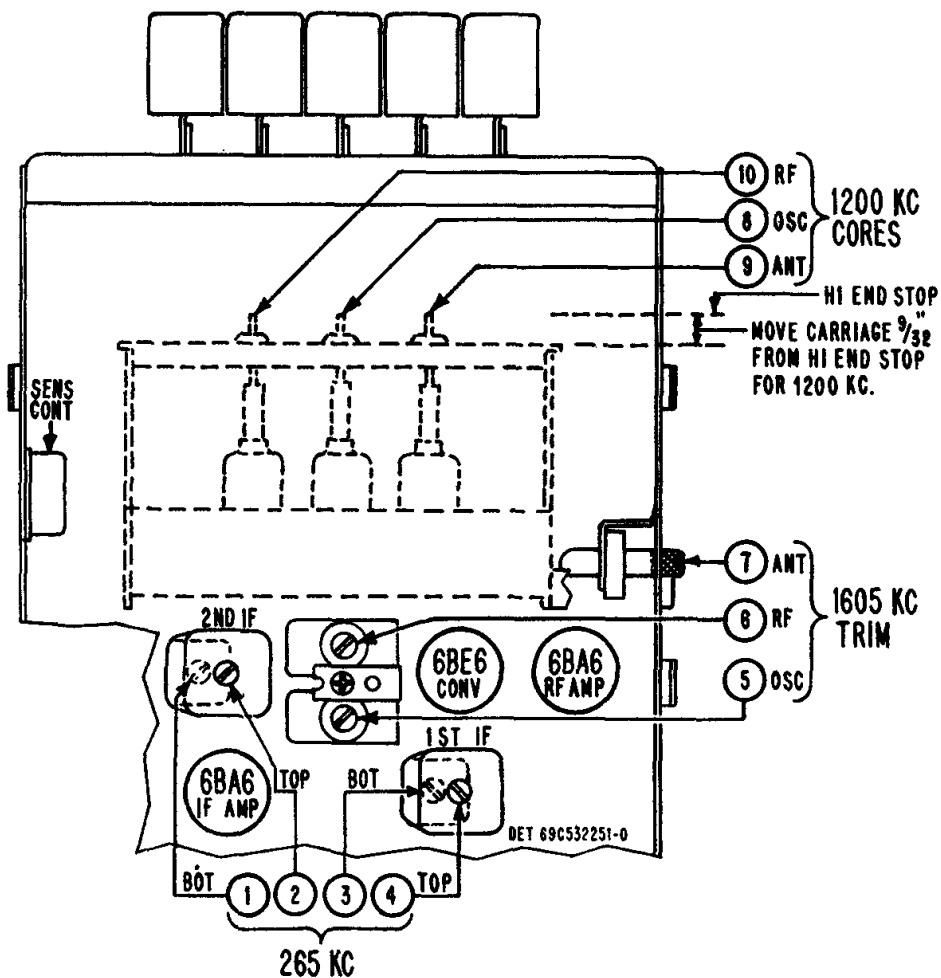 10 RF
8 OSC
9 ANT
1200 KC
CORES
HI END STOP
MOVE CARRIAGE 9/32"
FROM HI END STOP
FOR 1200 KC.
SENS
CONT
7 ANT
6 RF
5 OSC
1605 KC
TRIM
2ND IF
6BE6
CONV
6BA6
RF AMP
1ST IF
6BA6
IF AMP
TOP
BOT
DET 69C532251-0
BOT
1
2
3
4
TOP
265 KC